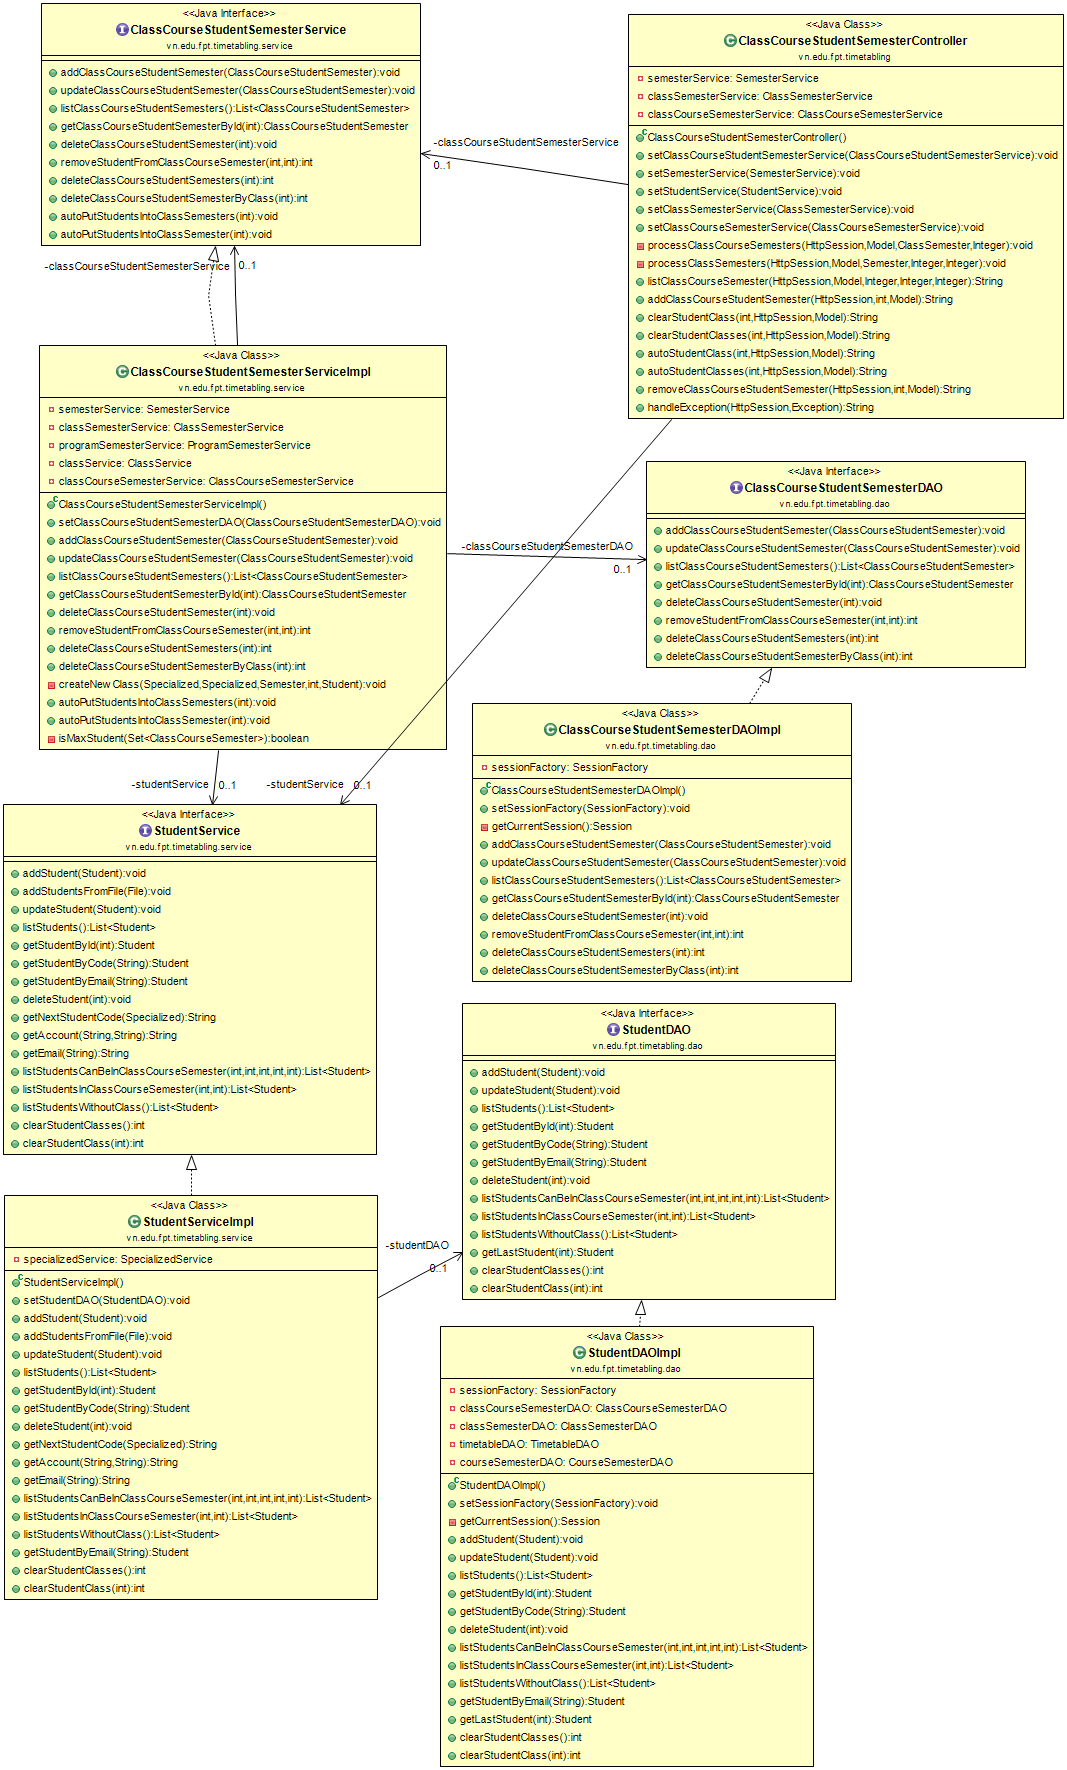 <<Java Interface>>
ClassCourseStudentSemesterService
vn.edu.fpt.timetabling.service
addClassCourseStudentSemester(ClassCourseStudentSemester):void
updateClassCourseStudentSemester(ClassCourseStudentSemester):void
listClassCourseStudentSemesters():List<ClassCourseStudentSemester>
getClassCourseStudentSemesterById(int):ClassCourseStudentSemester
deleteClassCourseStudentSemester(int):void
removeStudentFromClassCourseSemester(int,int):int
deleteClassCourseStudentSemesters(int):int
deleteClassCourseStudentSemesterByClass(int):int
autoPutStudentsIntoClassSemesters(int):void
autoPutStudentsIntoClassSemester(int):void
<<Java Class>>
ClassCourseStudentSemesterController
vn.edu.fpt.timetabling
semesterService: SemesterService
classSemesterService: ClassSemesterService
classCourseSemesterService: ClassCourseSemesterService
ClassCourseStudentSemesterController()
setClassCourseStudentSemesterService(ClassCourseStudentSemesterService):void
setSemesterService(SemesterService):void
setStudentService(StudentService):void
setClassSemesterService(ClassSemesterService):void
setClassCourseSemesterService(ClassCourseSemesterService):void
processClassCourseSemesters(HttpSession,Model,ClassSemester,Integer):void
processClassSemesters(HttpSession,Model,Semester,Integer,Integer):void
listClassCourseSemester(HttpSession,Model,Integer,Integer,Integer):String
addClassCourseStudentSemester(HttpSession,int,Model):String
clearStudentClass(int,HttpSession,Model):String
clearStudentClasses(int,HttpSession,Model):String
autoStudentClass(int,HttpSession,Model):String
autoStudentClasses(int,HttpSession,Model):String
removeClassCourseStudentSemester(HttpSession,int,Model):String
handleException(HttpSession,Exception):String
-classCourseStudentSemesterService
0..1
-classCourseStudentSemesterService
0..1
<<Java Class>>
ClassCourseStudentSemesterServiceImpl
vn.edu.fpt.timetabling.service
semesterService: SemesterService
classSemesterService: ClassSemesterService
programSemesterService: ProgramSemesterService
classService: ClassService
classCourseSemesterService: ClassCourseSemesterService
ClassCourseStudentSemesterServiceImpl()
setClassCourseStudentSemesterDAO(ClassCourseStudentSemesterDAO):void
addClassCourseStudentSemester(ClassCourseStudentSemester):void
updateClassCourseStudentSemester(ClassCourseStudentSemester):void
listClassCourseStudentSemesters():List<ClassCourseStudentSemester>
getClassCourseStudentSemesterById(int):ClassCourseStudentSemester
deleteClassCourseStudentSemester(int):void
removeStudentFromClassCourseSemester(int,int):int
deleteClassCourseStudentSemesters(int):int
deleteClassCourseStudentSemesterByClass(int):int
createNewClass(Specialized,Specialized,Semester,int,Student):void
autoPutStudentsIntoClassSemesters(int):void
autoPutStudentsIntoClassSemester(int):void
isMaxStudent(Set<ClassCourseSemester>):boolean
-classCourseStudentSemesterDAO
0..1
<<Java Interface>>
ClassCourseStudentSemesterDAO
vn.edu.fpt.timetabling.dao
addClassCourseStudentSemester(ClassCourseStudentSemester):void
updateClassCourseStudentSemester(ClassCourseStudentSemester):void
listClassCourseStudentSemesters():List<ClassCourseStudentSemester>
getClassCourseStudentSemesterById(int):ClassCourseStudentSemester
deleteClassCourseStudentSemester(int):void
removeStudentFromClassCourseSemester(int,int):int
deleteClassCourseStudentSemesters(int):int
deleteClassCourseStudentSemesterByClass(int):int
<<Java Class>>
ClassCourseStudentSemesterDAOImpl
vn.edu.fpt.timetabling.dao
sessionFactory: SessionFactory
ClassCourseStudentSemesterDAOImpl()
setSessionFactory(SessionFactory):void
getCurrentSession():Session
addClassCourseStudentSemester(ClassCourseStudentSemester):void
updateClassCourseStudentSemester(ClassCourseStudentSemester):void
listClassCourseStudentSemesters():List<ClassCourseStudentSemester>
getClassCourseStudentSemesterById(int):ClassCourseStudentSemester
deleteClassCourseStudentSemester(int):void
removeStudentFromClassCourseSemester(int,int):int
deleteClassCourseStudentSemesters(int):int
deleteClassCourseStudentSemesterByClass(int):int
-studentService
0..1
-studentService
0..1
<<Java Interface>>
StudentService
vn.edu.fpt.timetabling.service
addStudent(Student):void
addStudentsFromFile(File):void
updateStudent(Student):void
listStudents():List<Student>
getStudentById(int):Student
getStudentByCode(String):Student
getStudentByEmail(String):Student
deleteStudent(int):void
getNextStudentCode(Specialized):String
getAccount(String,String):String
getEmail(String):String
listStudentsCanBeInClassCourseSemester(int,int,int,int,int):List<Student>
listStudentsInClassCourseSemester(int,int):List<Student>
listStudentsWithoutClass():List<Student>
clearStudentClasses():int
clearStudentClass(int):int
<<Java Interface>>
StudentDAO
vn.edu.fpt.timetabling.dao
addStudent(Student):void
updateStudent(Student):void
listStudents():List<Student>
getStudentById(int):Student
getStudentByCode(String):Student
getStudentByEmail(String):Student
deleteStudent(int):void
listStudentsCanBeInClassCourseSemester(int,int,int,int,int):List<Student>
listStudentsInClassCourseSemester(int,int):List<Student>
listStudentsWithoutClass():List<Student>
getLastStudent(int):Student
clearStudentClasses():int
clearStudentClass(int):int
<<Java Class>>
StudentServiceImpl
vn.edu.fpt.timetabling.service
specializedService: SpecializedService
StudentServiceImpl()
setStudentDAO(StudentDAO):void
addStudent(Student):void
addStudentsFromFile(File):void
updateStudent(Student):void
listStudents():List<Student>
getStudentById(int):Student
getStudentByCode(String):Student
deleteStudent(int):void
getNextStudentCode(Specialized):String
getAccount(String,String):String
getEmail(String):String
listStudentsCanBeInClassCourseSemester(int,int,int,int,int):List<Student>
listStudentsInClassCourseSemester(int,int):List<Student>
listStudentsWithoutClass():List<Student>
getStudentByEmail(String):Student
clearStudentClasses():int
clearStudentClass(int):int
-studentDAO
0..1
<<Java Class>>
StudentDAOImpl
vn.edu.fpt.timetabling.dao
sessionFactory: SessionFactory
classCourseSemesterDAO: ClassCourseSemesterDAO
classSemesterDAO: ClassSemesterDAO
timetableDAO: TimetableDAO
courseSemesterDAO: CourseSemesterDAO
StudentDAOImpl()
setSessionFactory(SessionFactory):void
getCurrentSession():Session
addStudent(Student):void
updateStudent(Student):void
listStudents():List<Student>
getStudentById(int):Student
getStudentByCode(String):Student
deleteStudent(int):void
listStudentsCanBeInClassCourseSemester(int,int,int,int,int):List<Student>
listStudentsInClassCourseSemester(int,int):List<Student>
listStudentsWithoutClass():List<Student>
getStudentByEmail(String):Student
getLastStudent(int):Student
clearStudentClasses():int
clearStudentClass(int):int